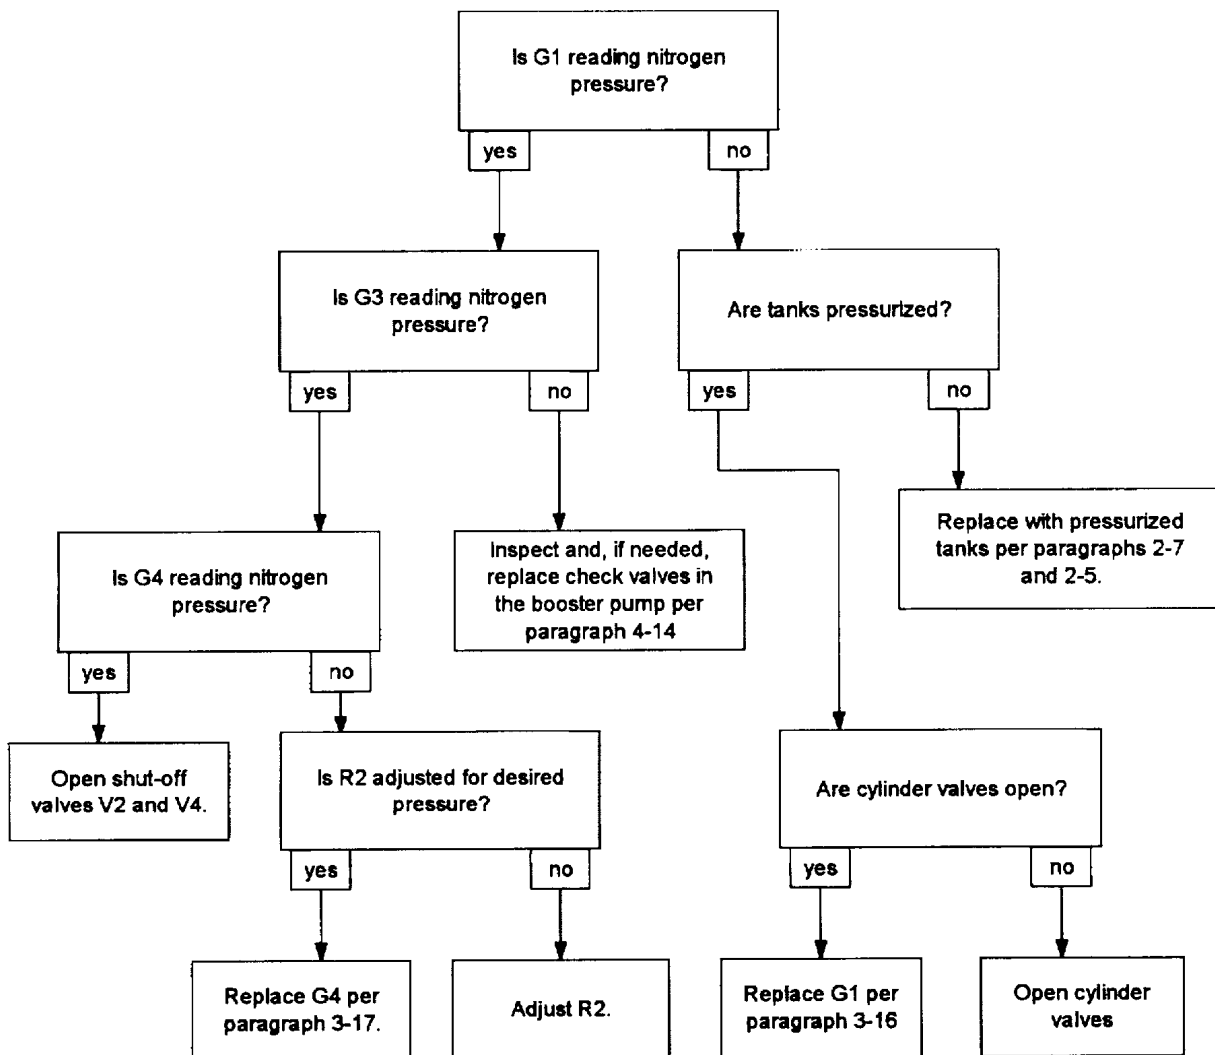 Is G1 reading nitrogen
pressure?
yes
no
Is G3 reading nitrogen
pressure?
Are tanks pressurized?
yes
no
yes
no
Replace with pressurized
tanks per paragraphs 2-7
and 2-5.
Is G4 reading nitrogen
pressure?
Inspect and, if needed,
replace check valves in
the booster pump per
paragraph 4-14
yes
no
Open shut-off
valves V2 and V4.
Is R2 adjusted for desired
pressure?
Are cylinder valves open?
yes
no
yes
no
Replace G4 per
paragraph 3-17.
Adjust R2.
Replace G1 per
paragraph 3-16
Open cylinder
valves